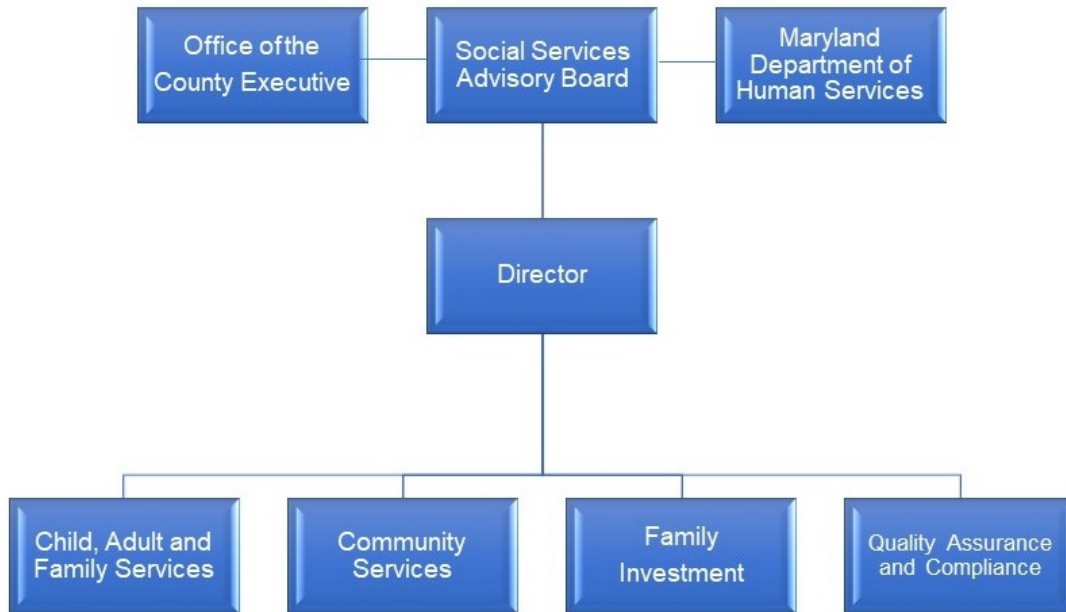 Office of the
County Executive
Social Services
Advisory Board
Maryland
Department of
Human Services
Director
Child, Adult and
Family Services
Community
Services
Family
Investment
Quality Assurance
and Compliance